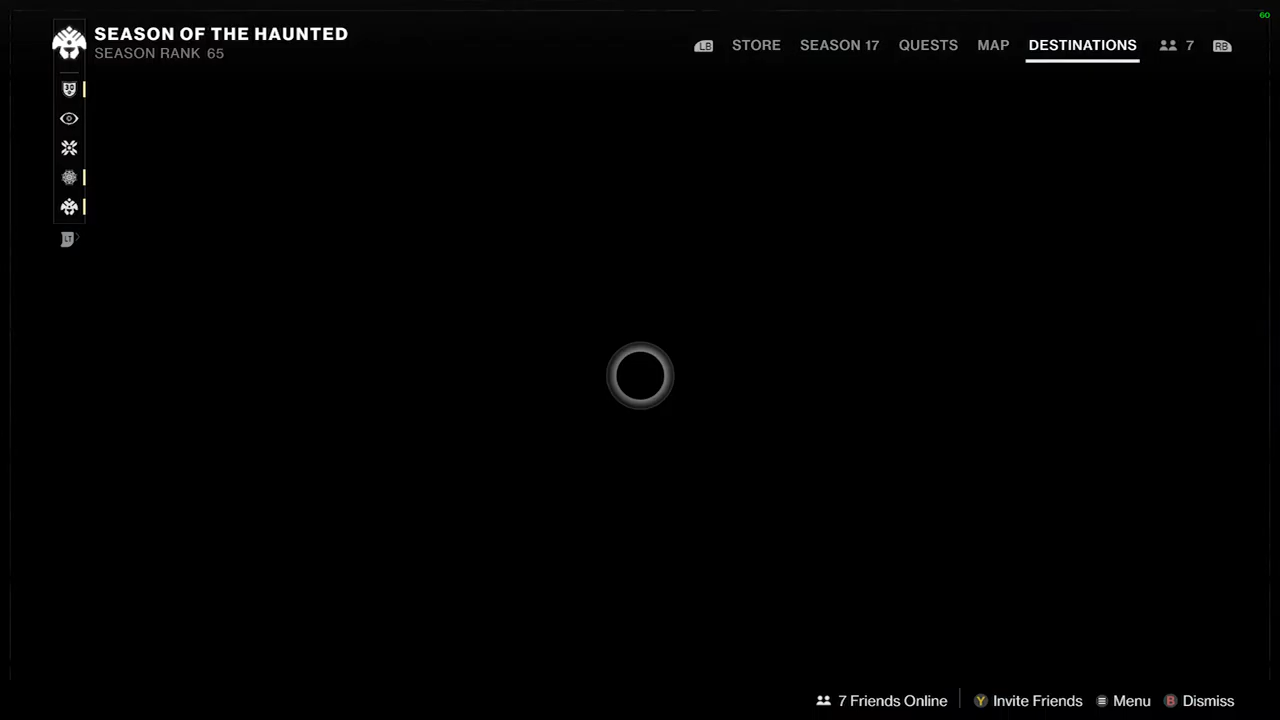 60
SEASON OF THE HAUNTED
SEASON RANK 65
LB STORE SEASON 17 QUESTS MAP DESTINATIONS 7 RB
LT
7 Friends Online Y Invite Friends Menu B Dismiss